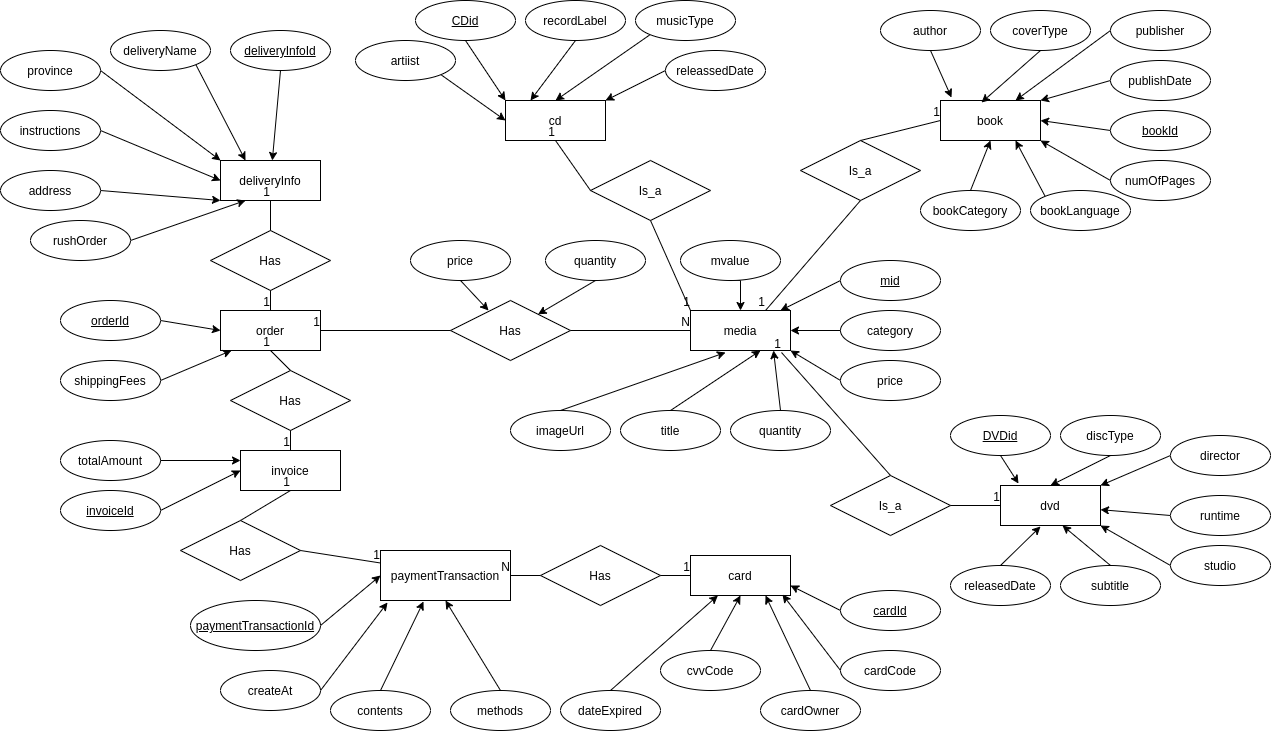 CDid
recordLabel
musicType
author
coverType
publisher
deliveryName
deliveryInfoId
artiist
releassedDate
province
publishDate
instructions
cd
1
1
book
bookId
deliveryInfo
1
Is_a
Is_a
numOfPages
address
bookCategory
bookLanguage
rushOrder
Has
price
quantity
mvalue
mid
1
1
1
orderId
order
1
1
Has
N
media
1
category
shippingFees
Has
price
imageUrl
title
quantity
DVDid
discType
director
totalAmount
1
invoice
1
invoiceId
Is_a
1
dvd
runtime
Has
1
paymentTransaction
N
Has
1
card
releasedDate
subtitle
studio
paymentTransactionId
cardId
createAt
cvvCode
cardCode
contents
methods
dateExpired
cardOwner